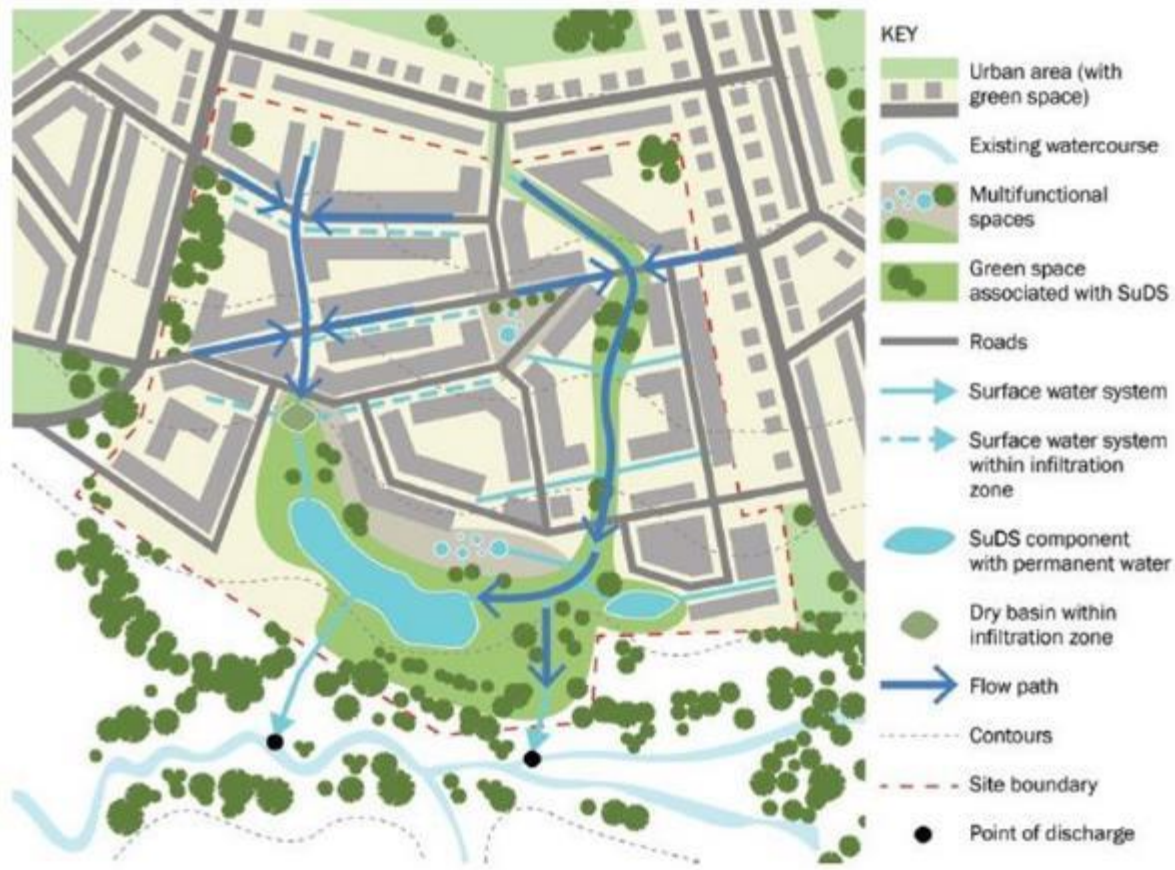 KEY
Urban area (with
green space)
Existing watercourse
Multifunctional
spaces
Green space
associated with SuDS
Roads
Surface water system
Surface water system
within infiltration
zone
SuDS component
with permanent water
Dry basin within
infiltration zone
Flow path
Contours
Site boundary
Point of discharge